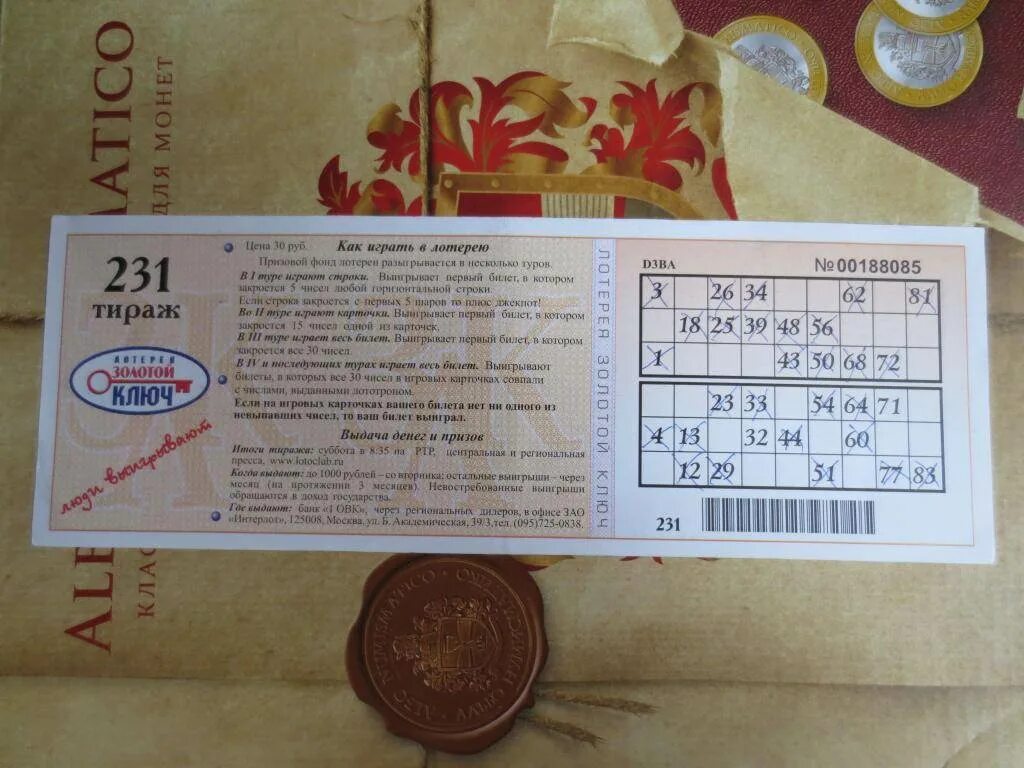 ALB
ATICO
КЛАС
ДЛЯ МОНЕТ
231
тираж
ЛОТЕРЕЯ
ЗОЛОТОЙ
КЛЮЧ
люди выигрывают
Цена 30 руб. Как играть в лотерею
Призовой фонд лотереи разыгрывается в несколько туров.
В I туре играют строки. Выигрывает первый билет, в котором
закроется 5 чисел любой горизонтальной строки.
Если строка закроется с первых 5 шаров то плюс джекпот!
Во II туре играют карточки. Выигрывает первый билет, в котором
закроется 15 чисел одной из карточек.
В III туре играет весь билет. Выигрывает первый билет, в котором
закроется все 30 чисел.
В IV и последующих турах играет весь билет. Выигрывают
билеты, в которых все 30 чисел в игровых карточках совпали
с числами, выданными лототроном.
Если на игровых карточках вашего билета нет ни одного из
невыпавших чисел, то ваш билет выиграл.
Выдача денег и призов
Итоги тиража: суббота в 8:35 на РТР, центральная и региональная
пресса, www.lotoclub.ru
Когда выдают: до 1000 рублей – со вторника; остальные выигрыши – через
месяц (на протяжении 3 месяцев). Невостребованные выигрыши
обращаются в доход государства.
Где выдают: банк «1 ОВК», через региональных дилеров, в офисе ЗАО
«Интерлот», 125008, Москва, ул. Б. Академическая, 39/3, тел. (095)725-0838.
ЛОТЕРЕЯ ЗОЛОТОЙ КЛЮЧ
D3BA №00188085
3 26 34 62 81
18 25 39 48 56
1 43 50 68 72
23 33 54 64 71
4 13 32 44 60
12 29 51 77 83
231